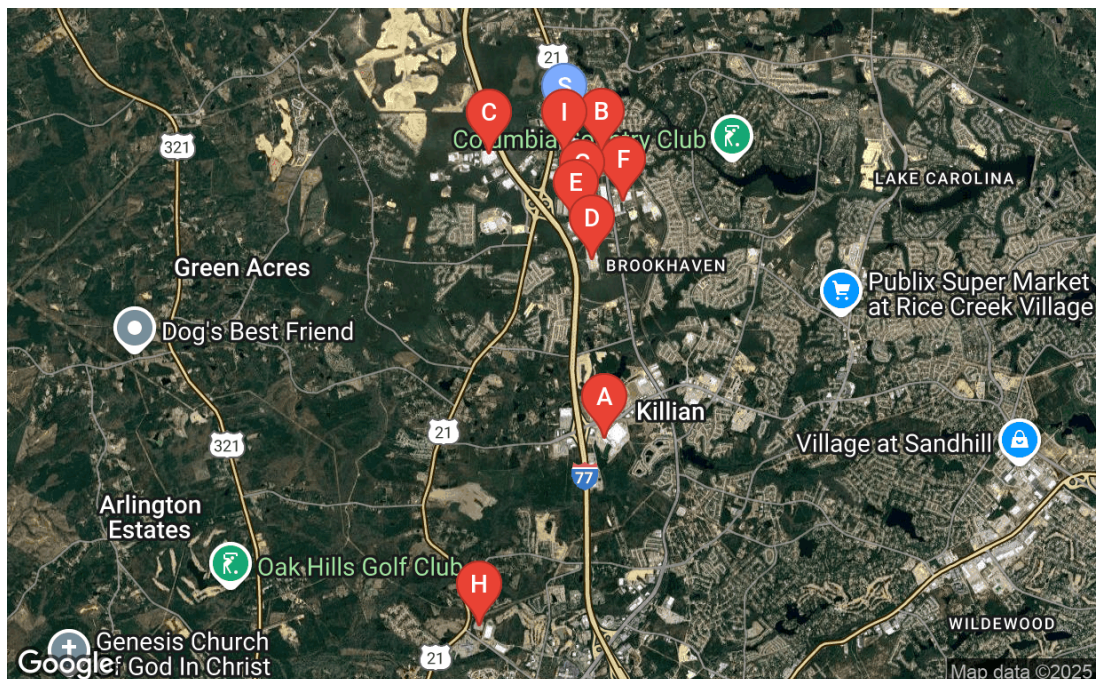 21
S
C
I
B
Columbia Country Club
321
G
F
E
LAKE CAROLINA
D
Green Acres
BROOKHAVEN
Publix Super Market
at Rice Creek Village
Dog's Best Friend
A
Killian
21
321
Village at Sandhill
77
Arlington
Estates
Oak Hills Golf Club
H
WILDEWOOD
Genesis Church
of God In Christ
21
Google
Map data ©2025